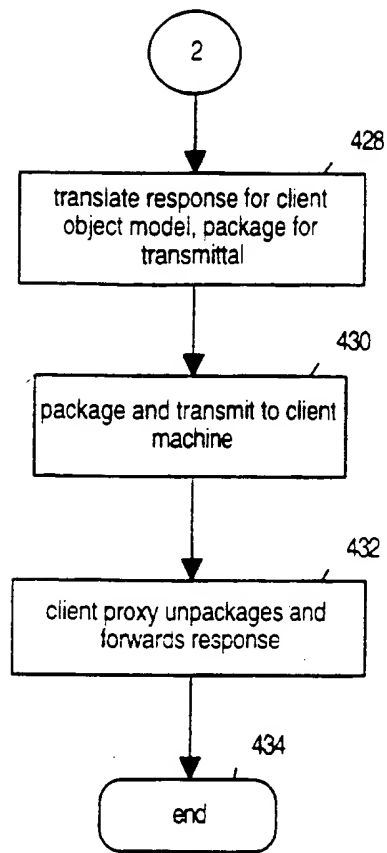 2
428
translate response for client
object model, package for
transmittal
430
package and transmit to client
machine
432
client proxy unpackages and
forwards response
434
end